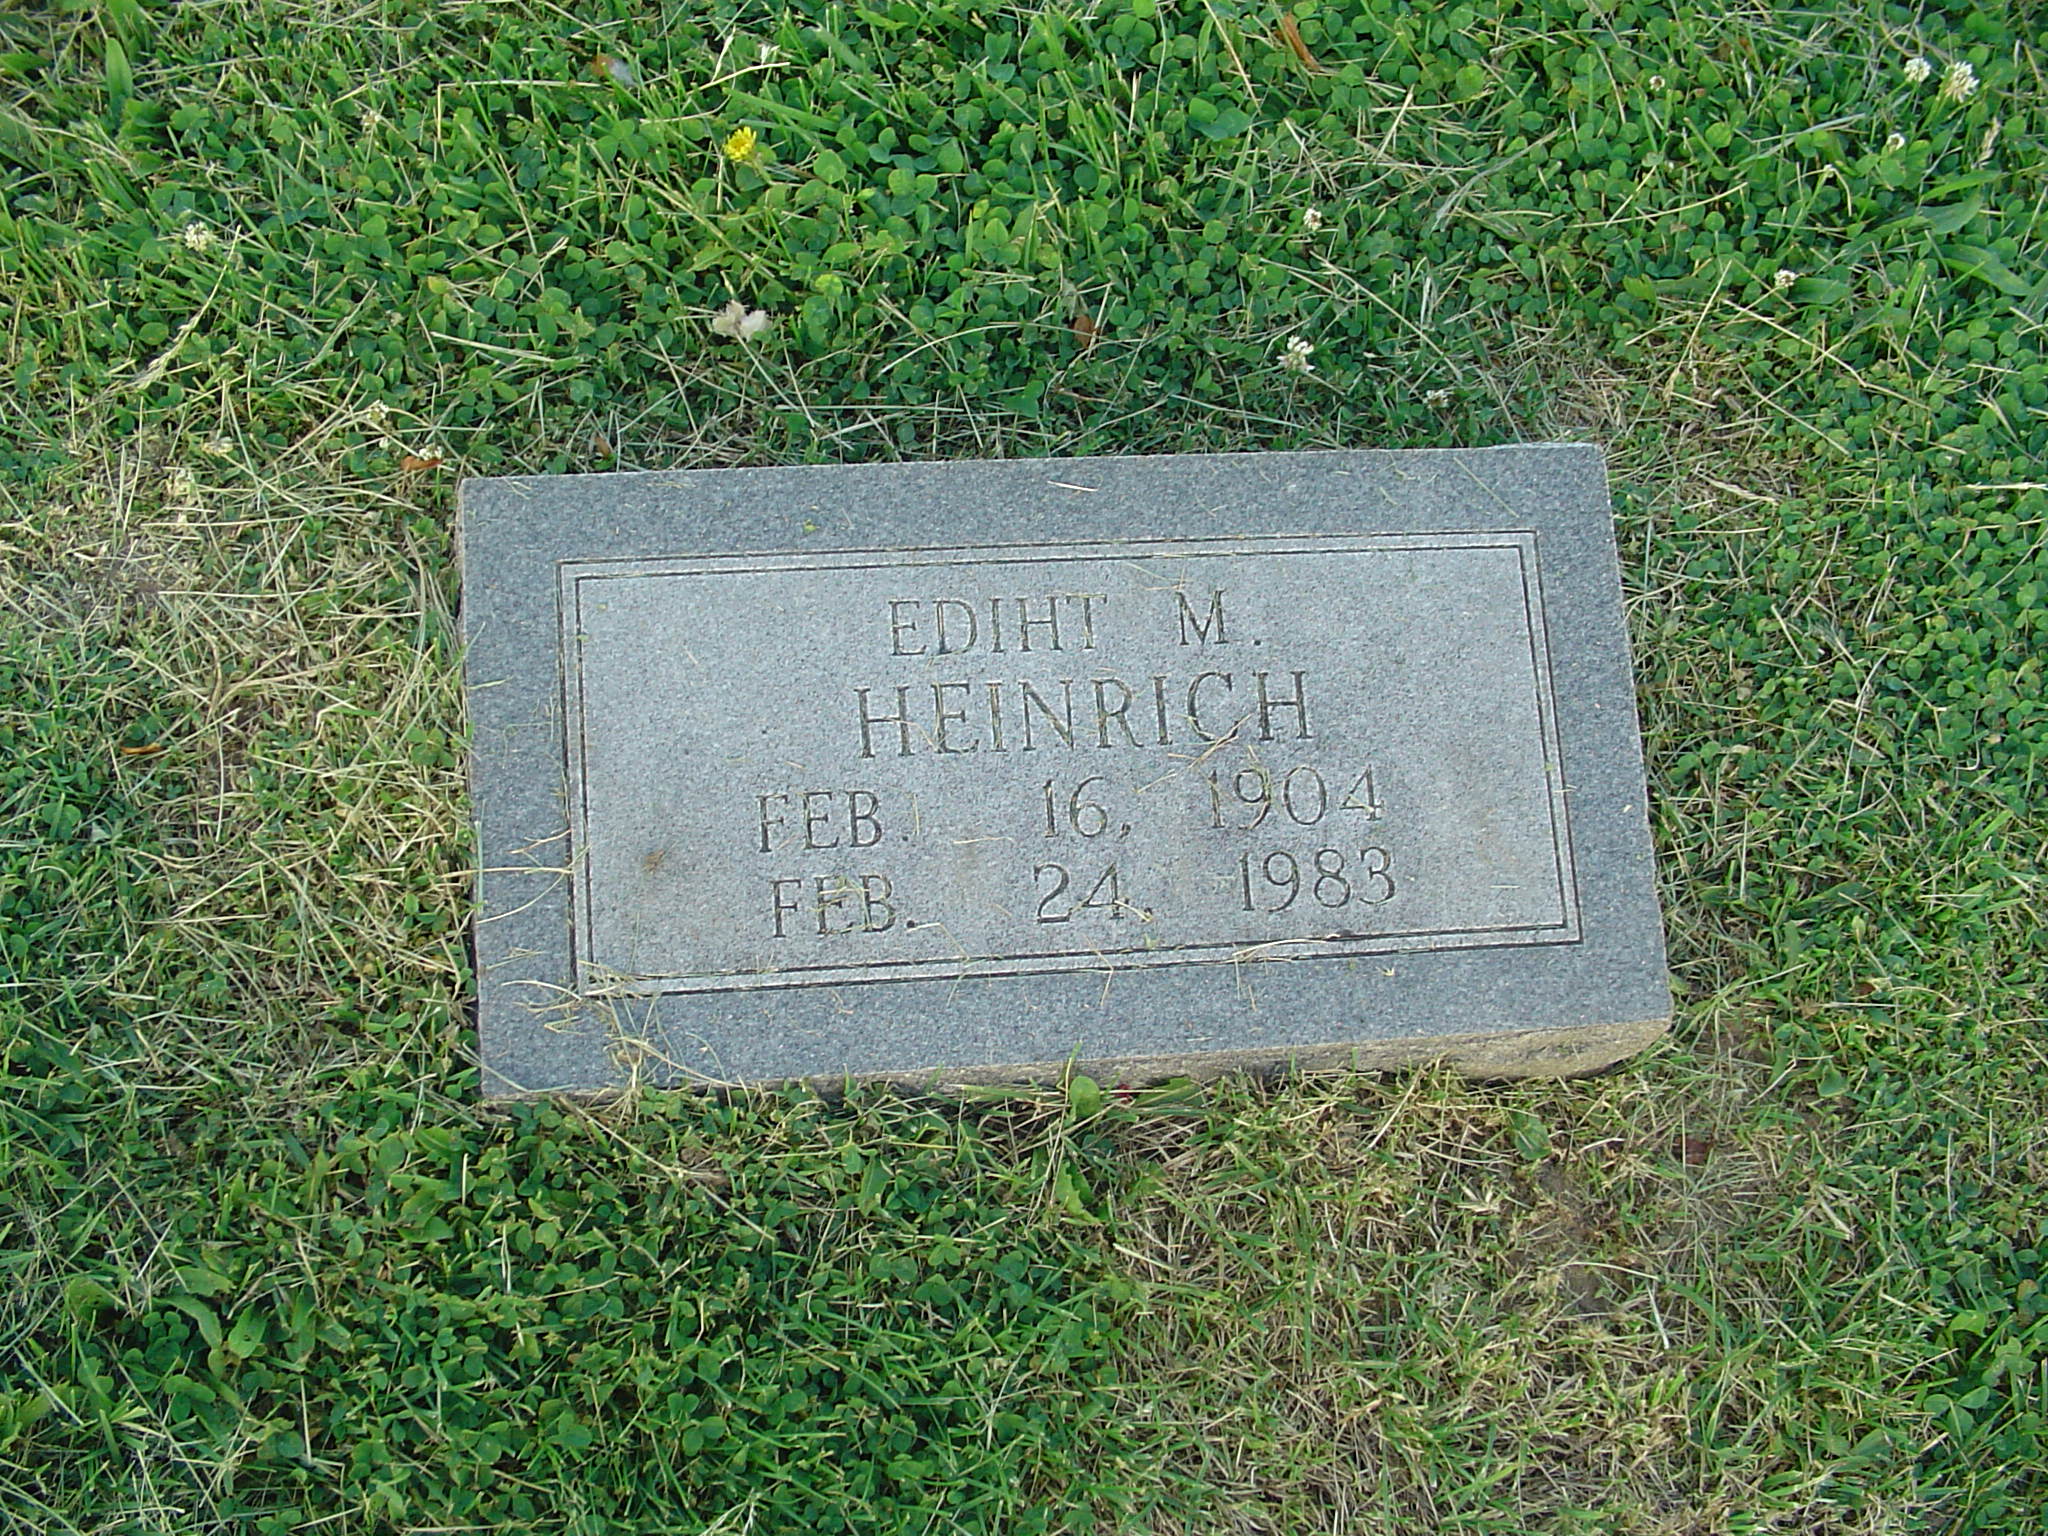 EDIHT M.
HEINRICH
FEB. 16, 1904
FEB. 24, 1983